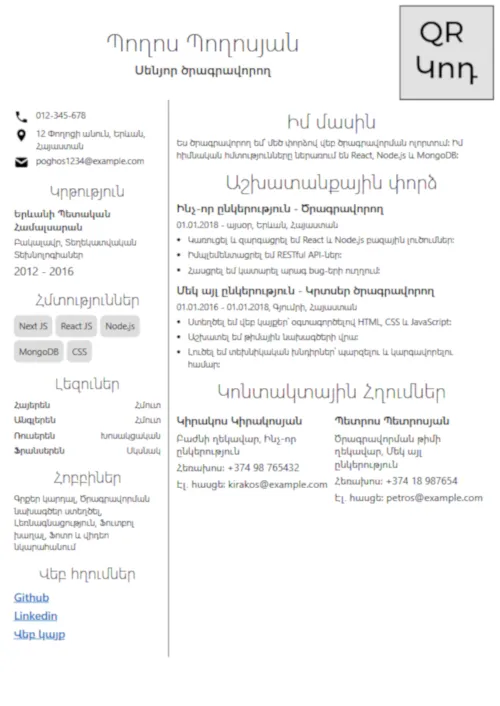 Պողոս Պողոսյան
Սենյոր ծրագրավորող
QR
Կոդ
012-345-678
12 Փողոցի անուն, Երևան,
Հայաստան
poghos1234@example.com
Կրթություն
Երևանի Պետական
Համալսարան
Բակալավր, Տեղեկատվական
Տեխնոլոգիաներ
2012 - 2016
Հմտություններ
Next JS
React JS
Node.js
MongoDB
CSS
Լեզուներ
Հայերեն Հմուտ
Անգլերեն Հմուտ
Ռուսերեն Խոսակցական
Ֆրանսերեն Սկսնակ
Հոբբիներ
Գրքեր կարդալ, Ծրագրավորման
նախագծեր ստեղծել,
Լեռնագնացություն, Ֆուտբոլ
խաղալ, Ֆոտո և վիդեո
նկարահանում
Վեբ հղումներ
Github
Linkedin
Վեբ կայք
Իմ մասին
Ես ծրագրավորող եմ՝ մեծ փորձով վեբ ծրագրավորման ոլորտում: Իմ
հիմնական հմտությունները ներառում են React, Node.js և MongoDB:
Աշխատանքային փորձ
Ինչ-որ ընկերություն - Ծրագրավորող
01.01.2018 - այսօր, Երևան, Հայաստան
• Կառուցել և զարգացրել եմ React և Node.js բազային լուծումներ:
• Իմպլեմենտացրել եմ RESTful API-ներ:
• Հասցրել եմ կատարել արագ bug-երի ուղղում:
Մեկ այլ ընկերություն - Կրտսեր ծրագրավորող
01.01.2016 - 01.01.2018, Գյումրի, Հայաստան
• Ստեղծել եմ վեբ կայքեր՝ օգտագործելով HTML, CSS և JavaScript:
• Աշխատել եմ թիմային նախագծերի վրա:
• Լուծել եմ տեխնիկական խնդիրներ՝ պարզելու և կարգավորելու
համար:
Կոնտակտային Հղումներ
Կիրակոս Կիրակոսյան
Բաժնի ղեկավար, Ինչ-որ
ընկերություն
Հեռախոս: +374 98 765432
Էլ. հասցե: kirakos@example.com
Պետրոս Պետրոսյան
Ծրագրավորման թիմի
ղեկավար, Մեկ այլ
ընկերություն
Հեռախոս: +374 18 987654
Էլ. հասցե: petros@example.com